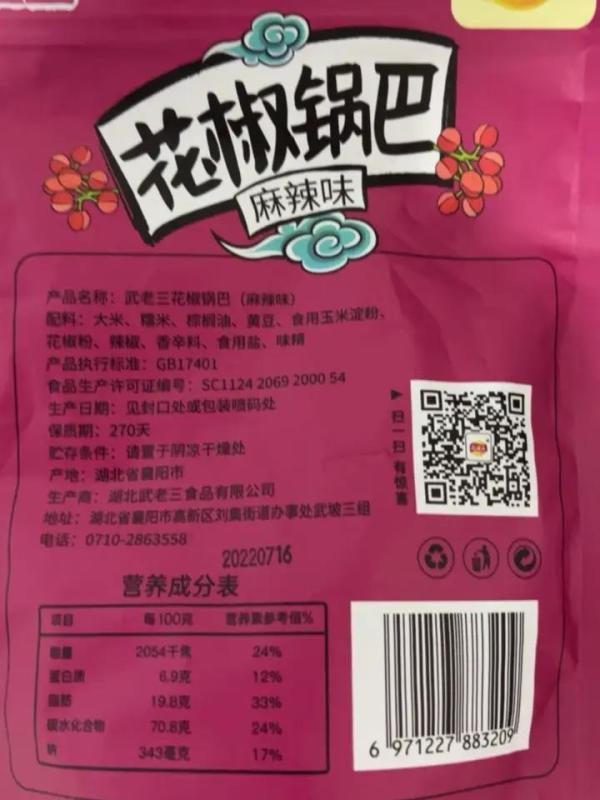 花椒锅巴
麻辣味
产品名称：武老三花椒锅巴（麻辣味）
配料：大米、糯米、棕榈油、黄豆、食用玉米淀粉、
花椒粉、辣椒、香辛料、食用盐、味精
产品执行标准：GB17401
食品生产许可证编号：SC1124 2069 2000 54
生产日期：见封口处或包装喷码处
保质期：270天
贮存条件：请置于阴凉干燥处
产地：湖北省襄阳市
生产商：湖北武老三食品有限公司
地址：湖北省襄阳市高新区刘集街道办事处武坡三组
电话：0710-2863558
扫一扫 有惊喜
20220716
营养成分表
项目 每100克 营养素参考值%
能量 2054千焦 24%
蛋白质 6.9克 12%
脂肪 19.8克 33%
碳水化合物 70.8克 24%
钠 343毫克 17%
6 971227 883209